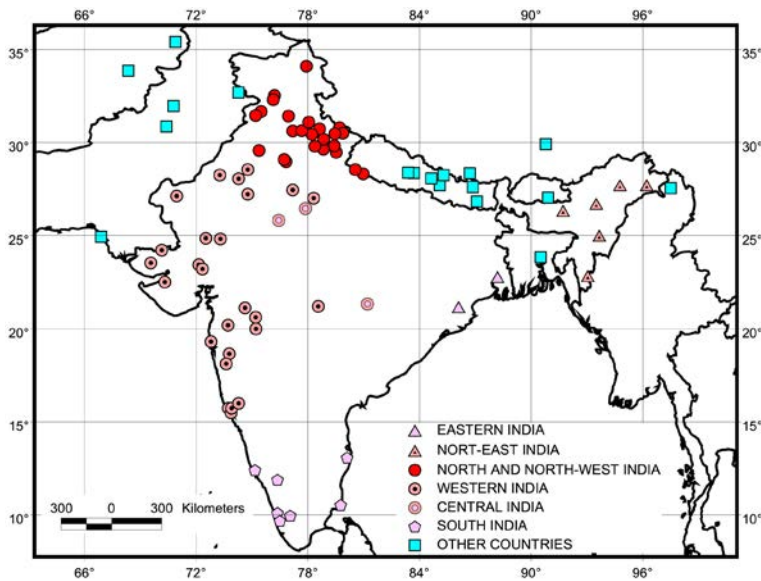 66° 72° 78° 84° 90° 96°
35° 35°
30° 30°
25° 25°
20° 20°
15° 15°
10° 10°
EASTERN INDIA
NORT-EAST INDIA
NORTH AND NORTH-WEST INDIA
WESTERN INDIA
CENTRAL INDIA
SOUTH INDIA
OTHER COUNTRIES
300 0 300 Kilometers
66° 72° 78° 84° 90° 96°